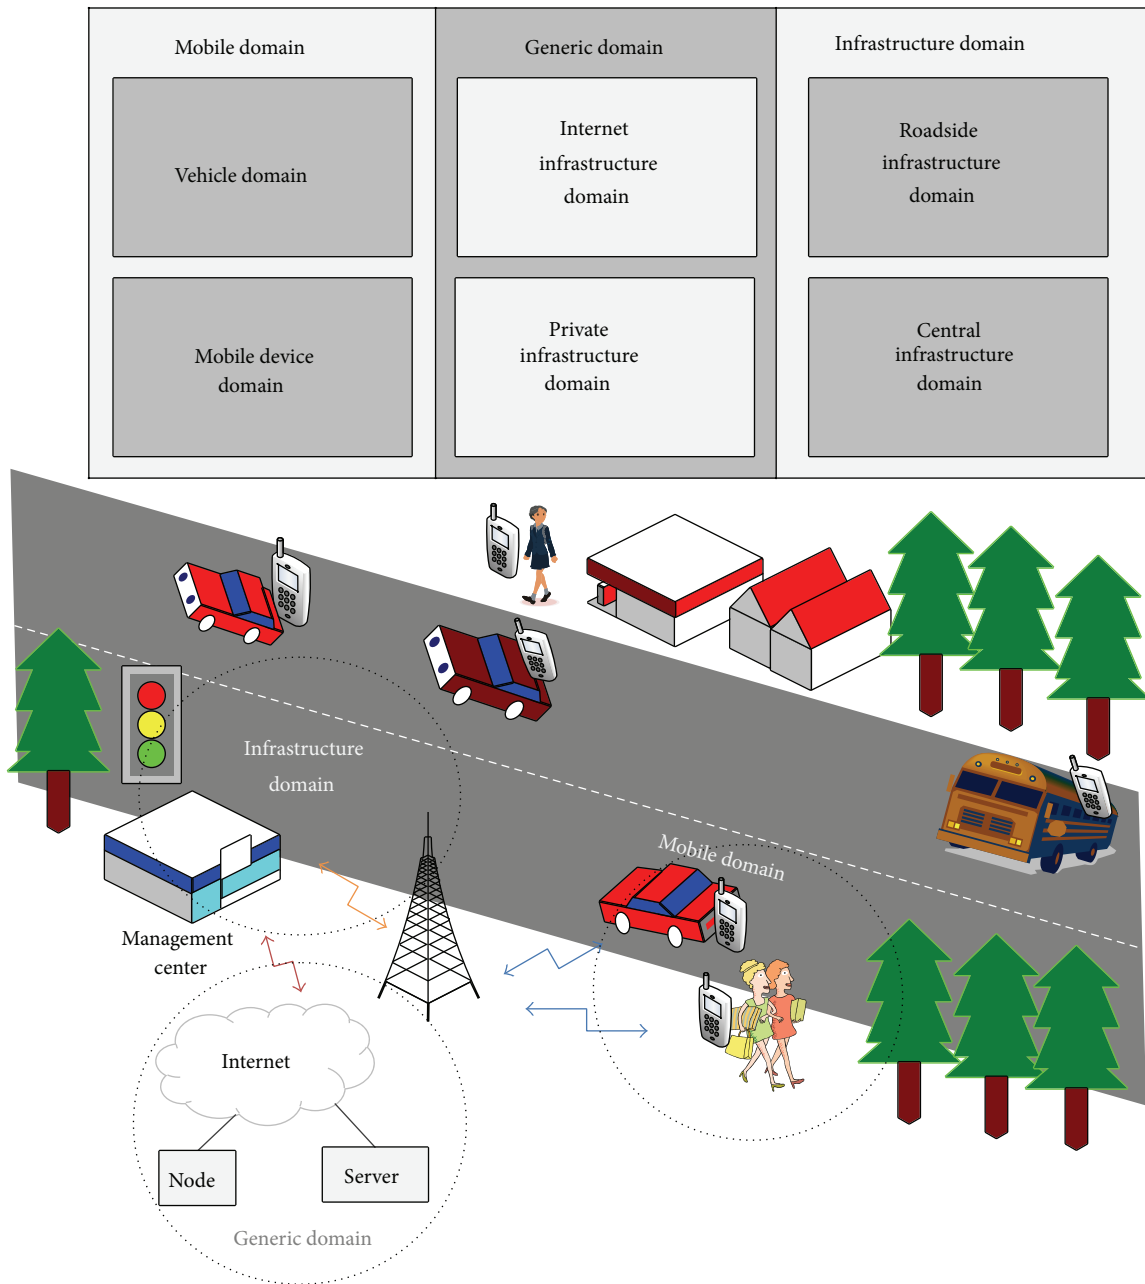 Mobile domain
Generic domain
Infrastructure domain
Vehicle domain
Internet
infrastructure
domain
Roadside
infrastructure
domain
Mobile device
domain
Private
infrastructure
domain
Central
infrastructure
domain
Infrastructure
domain
Mobile domain
Management
center
Internet
Node
Server
Generic domain